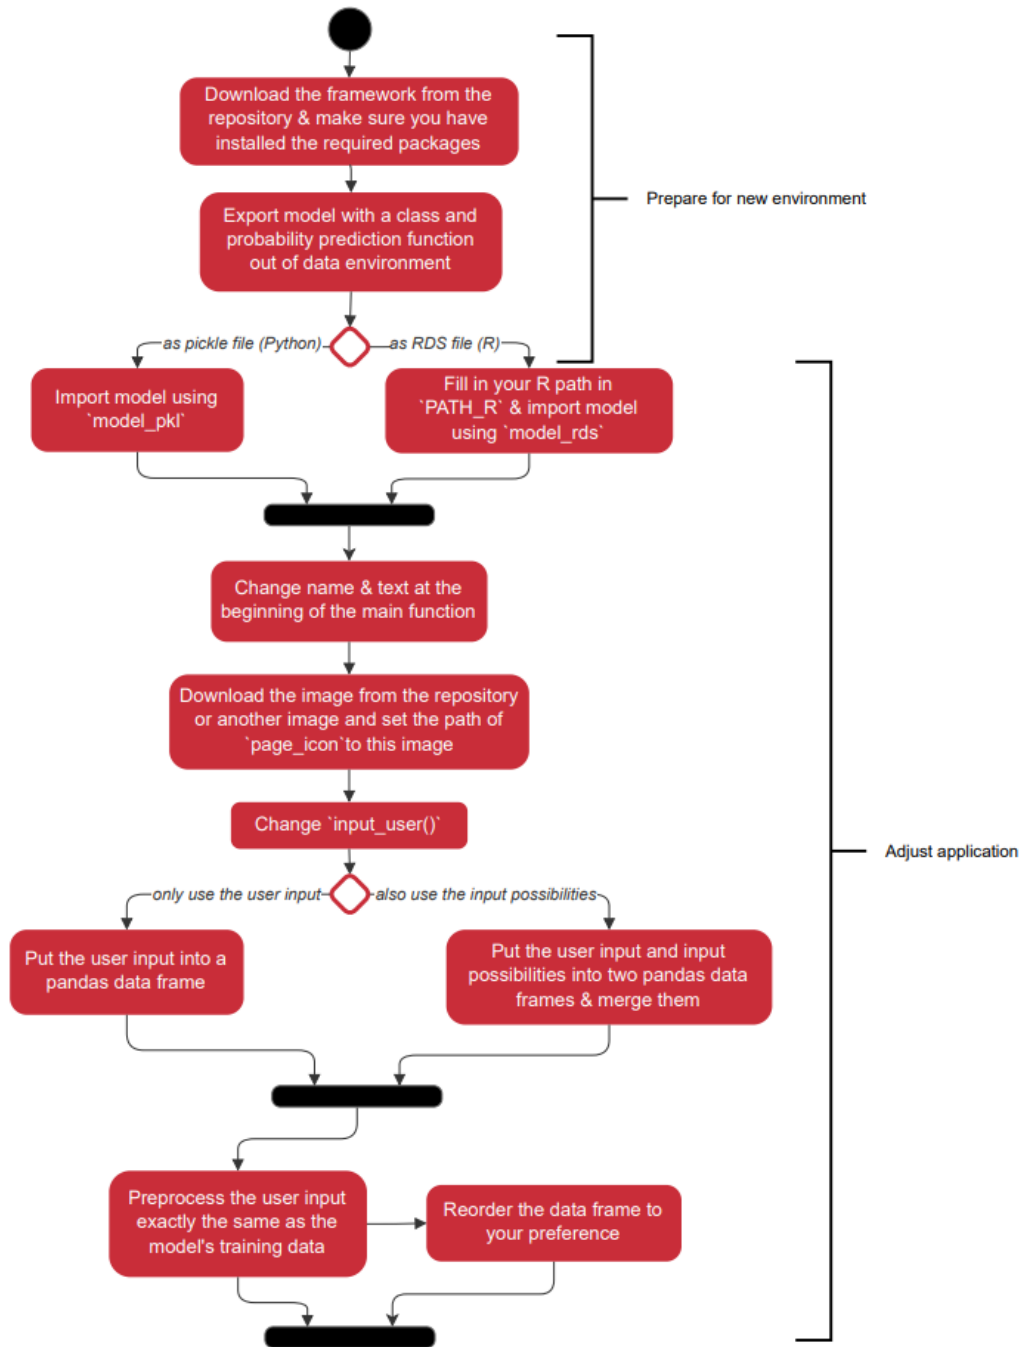 Download the framework from the
repository & make sure you have
installed the required packages
Prepare for new environment
Export model with a class and
probability prediction function
out of data environment
as pickle file (Python)
as RDS file (R)
Import model using
`model_pkl`
Fill in your R path in
`PATH_R` & import model
using `model_rds`
Change name & text at the
beginning of the main function
Download the image from the repository
or another image and set the path of
`page_icon`to this image
Change `input_user()`
Adjust application
only use the user input
also use the input possibilities
Put the user input into a
pandas data frame
Put the user input and input
possibilities into two pandas data
frames & merge them
Preprocess the user input
exactly the same as the
model's training data
Reorder the data frame to
your preference